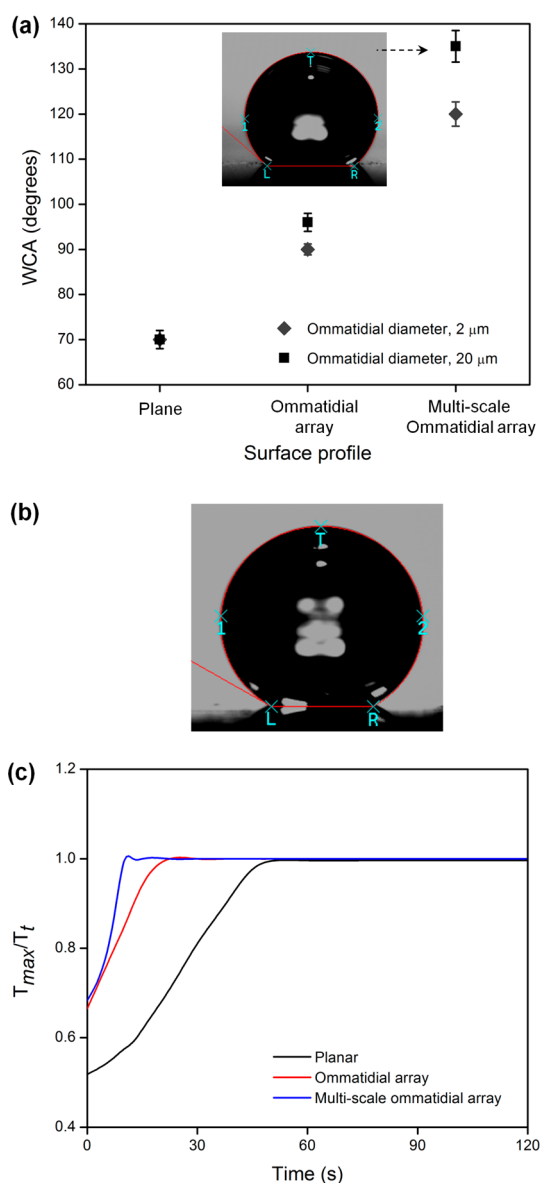 (a)
140
130
120
110
100
90
80
70
60
WCA (degrees)
T
1
2
L
R
Ommatidial diameter, 2 μm
Ommatidial diameter, 20 μm
Plane
Ommatidial
array
Multi-scale
Ommatidial array
Surface profile
(b)
T
1
2
L
R
(c)
1.2
1.0
0.8
0.6
0.4
Tmax/Tt
Planar
Ommatidial array
Multi-scale ommatidial array
0 30 60 90 120
Time (s)